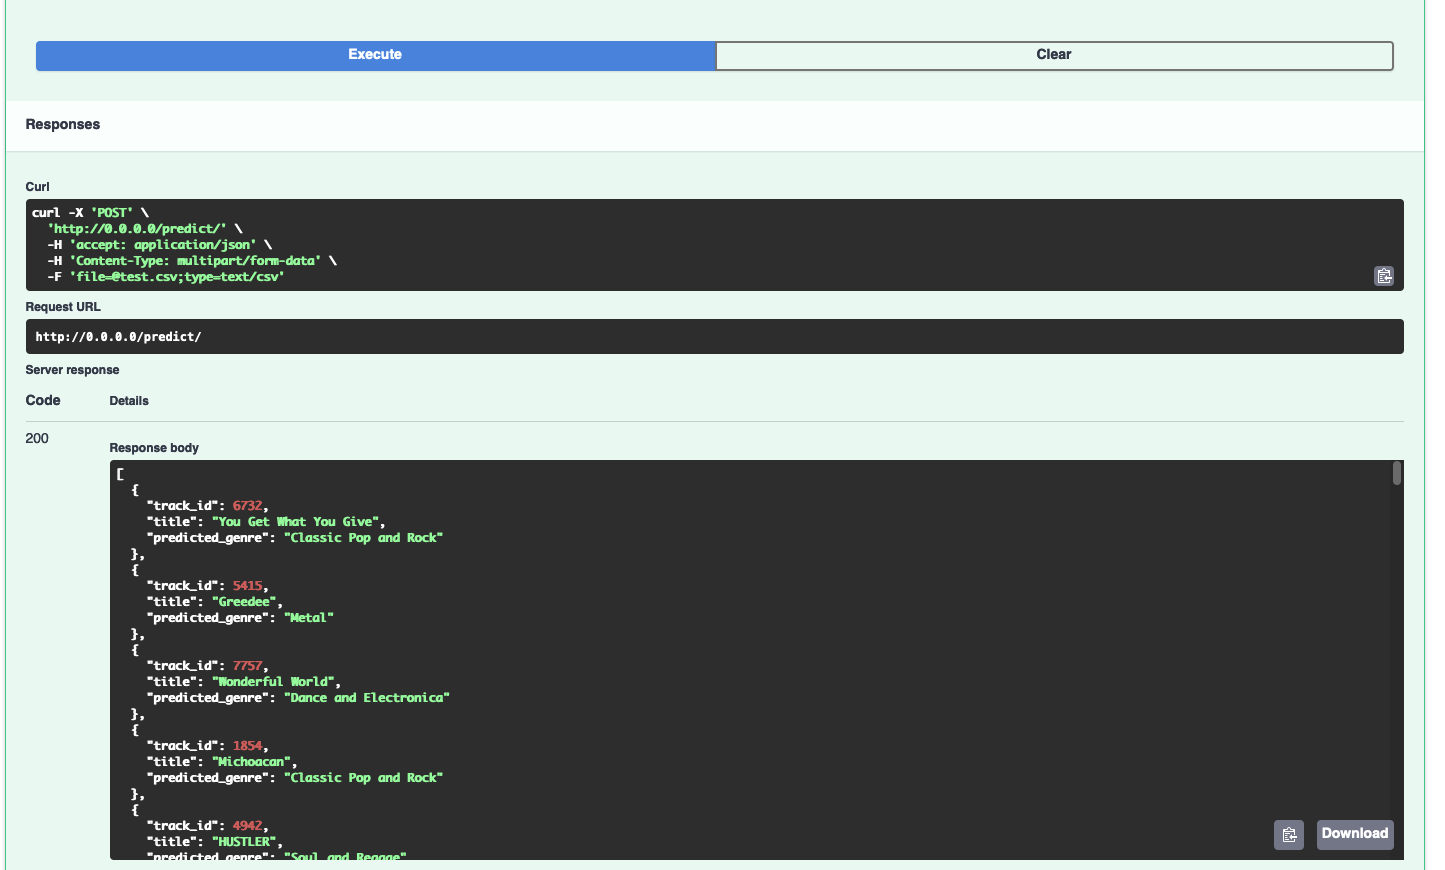 Execute
Clear
Responses
Curl
curl -X 'POST' \
  'http://0.0.0.0/predict/' \
  -H 'accept: application/json' \
  -H 'Content-Type: multipart/form-data' \
  -F 'file=@test.csv;type=text/csv'
Request URL
http://0.0.0.0/predict/
Server response
Code Details
200
Response body
[
  {
    "track_id": 6732,
    "title": "You Get What You Give",
    "predicted_genre": "Classic Pop and Rock"
  },
  {
    "track_id": 5415,
    "title": "Greedee",
    "predicted_genre": "Metal"
  },
  {
    "track_id": 7757,
    "title": "Wonderful World",
    "predicted_genre": "Dance and Electronica"
  },
  {
    "track_id": 1854,
    "title": "Michoacan",
    "predicted_genre": "Classic Pop and Rock"
  },
  {
    "track_id": 4942,
    "title": "HUSTLER",
    "predicted_genre": "Soul and Reggae"
Download